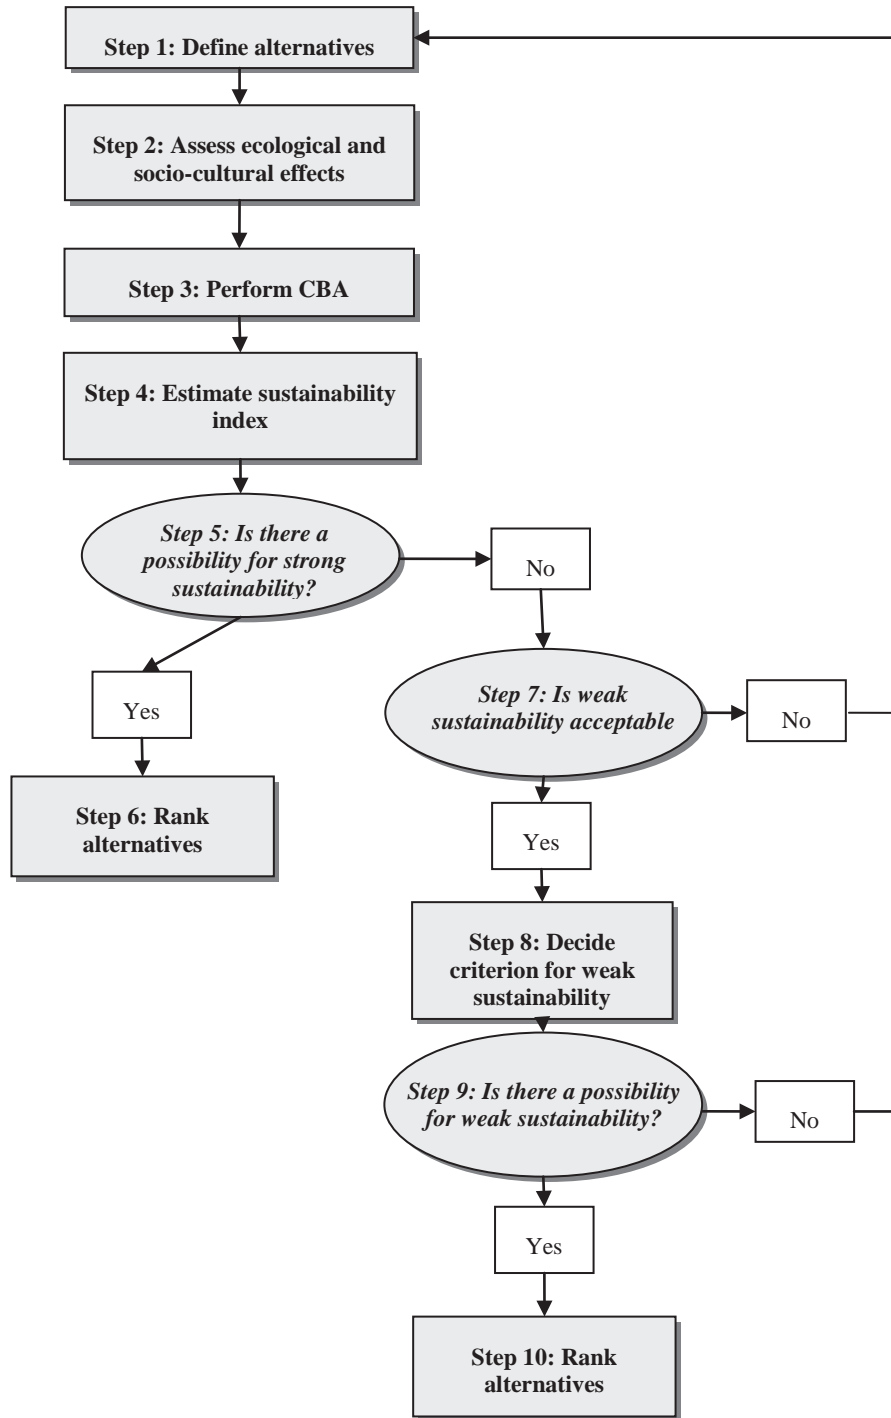 Step 1: Define alternatives
Step 2: Assess ecological and
socio-cultural effects
Step 3: Perform CBA
Step 4: Estimate sustainability
index
Step 5: Is there a
possibility for strong
sustainability?
No
Yes
Step 7: Is weak
sustainability acceptable
No
Step 6: Rank
alternatives
Yes
Step 8: Decide
criterion for weak
sustainability
Step 9: Is there a possibility
for weak sustainability?
No
Yes
Step 10: Rank
alternatives